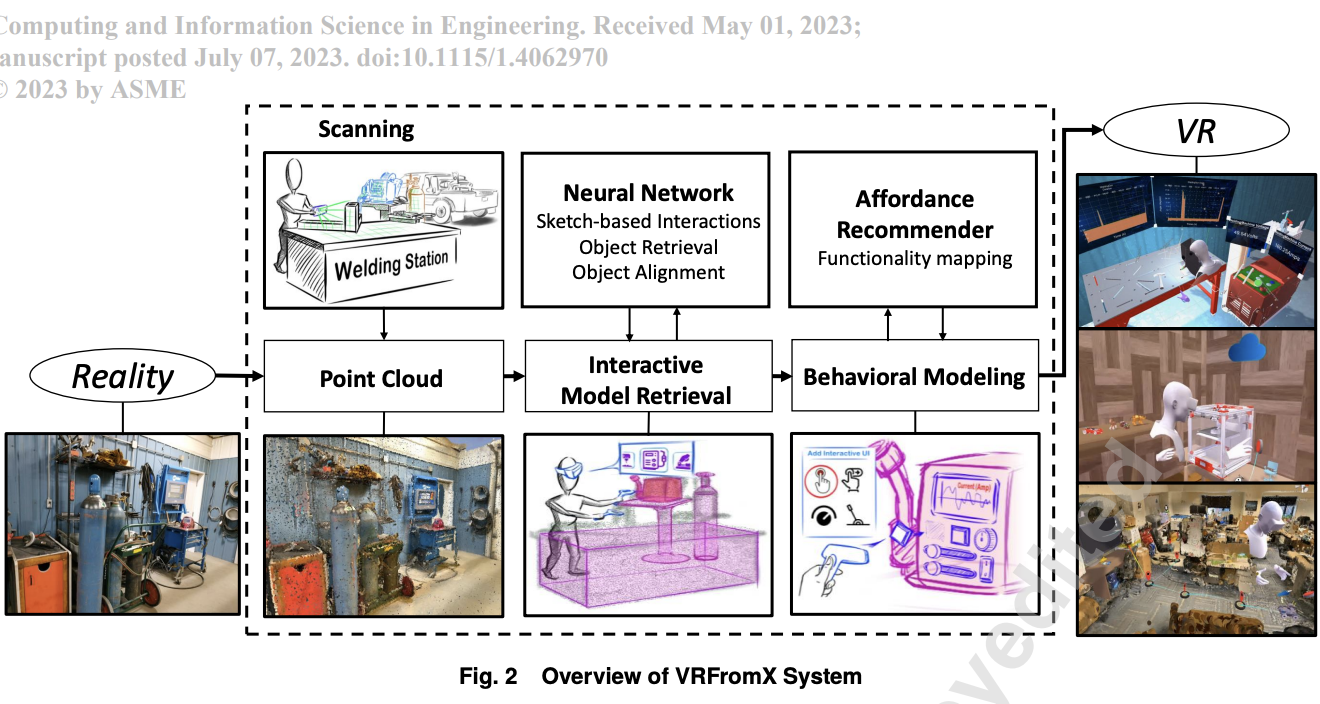 Computing and Information Science in Engineering. Received May 01, 2023;
anuscript posted July 07, 2023. doi:10.1115/1.4062970
© 2023 by ASME
Scanning
VR
Neural Network
Sketch-based Interactions
Object Retrieval
Object Alignment
Affordance
Recommender
Functionality mapping
Welding Station
Reality
Point Cloud
Interactive
Model Retrieval
Behavioral Modeling
Add Interactive UI
Current (Amp)
yedited
Fig. 2 Overview of VRFromX System